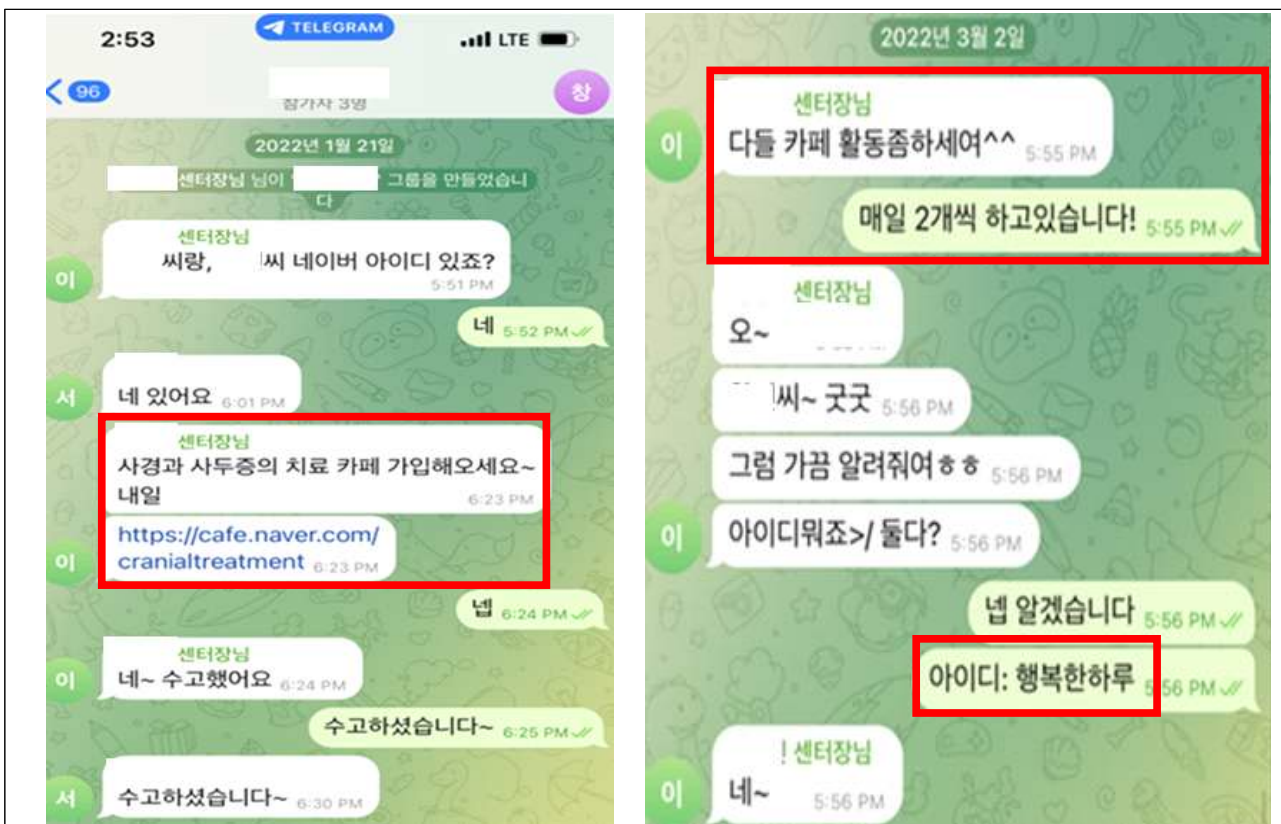 2:53
TELEGRAM
LTE
96
참가자 3명
창
2022년 1월 21일
센터장님 님이 ' ' 그룹을 만들었습니
다
센터장님
씨랑, 씨 네이버 아이디 있죠?
5:51 PM
이
네 5:52 PM
서
네 있어요 6:01 PM
센터장님
사경과 사두증의 치료 카페 가입해오세요~
내일
6:23 PM
https://cafe.naver.com/
cranialtreatment 6:23 PM
이
넵 6:24 PM
센터장님
이
네~ 수고했어요 6:24 PM
수고하셨습니다~ 6:25 PM
서
수고하셨습니다~ 6:30 PM
2022년 3월 2일
센터장님
이
다들 카페 활동좀하세여^^ 5:55 PM
매일 2개씩 하고있습니다! 5:55 PM
센터장님
오~
씨~ 굿굿 5:56 PM
그럼 가끔 알려줘여ㅎㅎ 5:56 PM
이
아이디뭐죠>/ 둘다? 5:56 PM
넵 알겠습니다 5:56 PM
아이디: 행복한하루 5:56 PM
센터장님
이
네~ 5:56 PM